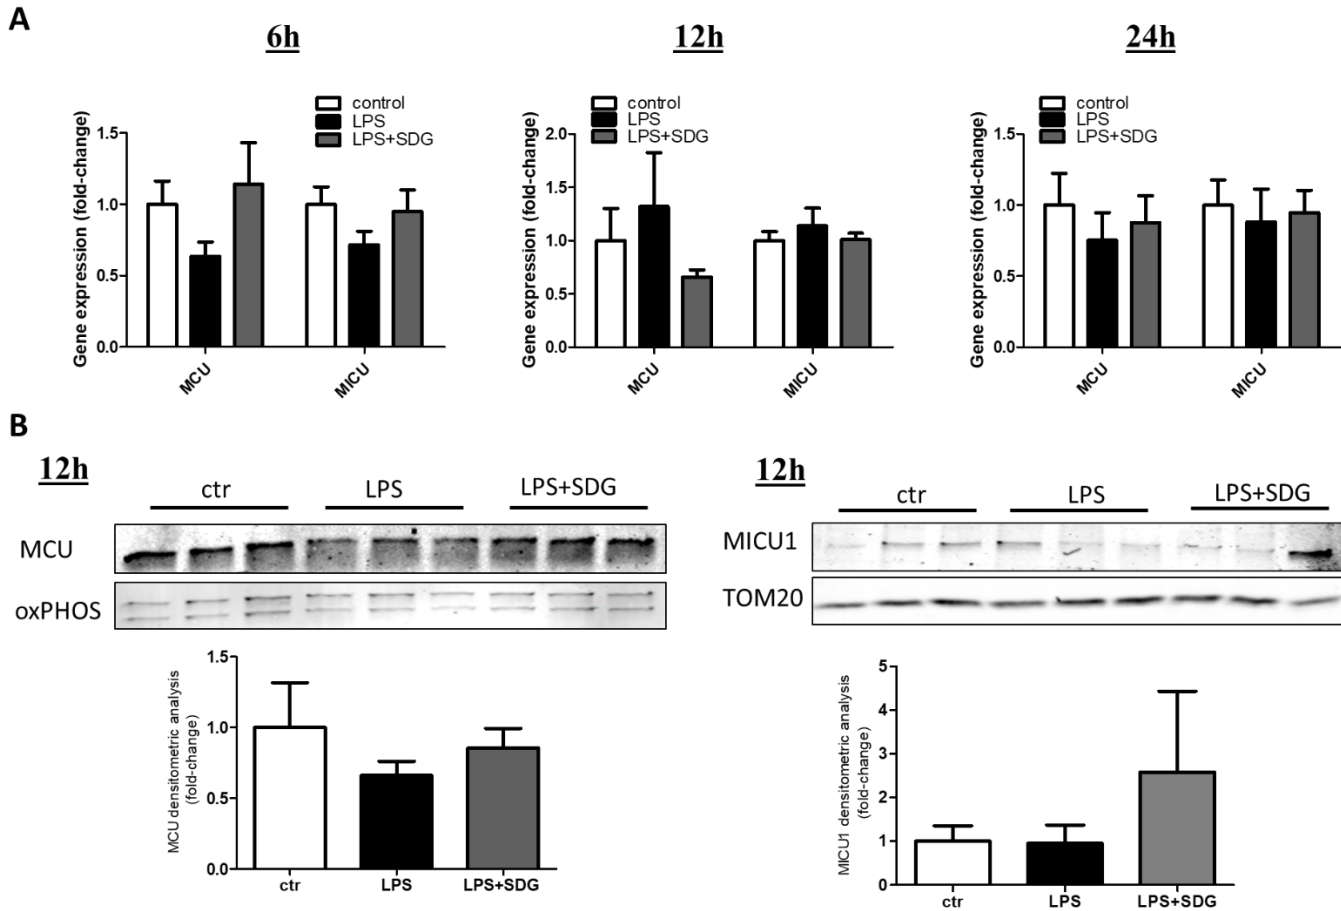 A
6h
12h
24h
control
LPS
LPS+SDG
Gene expression (fold-change)
1.5
1.0
0.5
0.0
MCU
MICU
control
LPS
LPS+SDG
Gene expression (fold-change)
2.0
1.5
1.0
0.5
0.0
MCU
MICU
control
LPS
LPS+SDG
Gene expression (fold-change)
1.5
1.0
0.5
0.0
MCU
MICU
B
12h
ctr
LPS
LPS+SDG
MCU
oxPHOS
MCU densitometric analysis
(fold-change)
1.5
1.0
0.5
0.0
ctr
LPS
LPS+SDG
12h
ctr
LPS
LPS+SDG
MICU1
TOM20
MICU1 densitometric analysis
(fold-change)
5
4
3
2
1
0
ctr
LPS
LPS+SDG